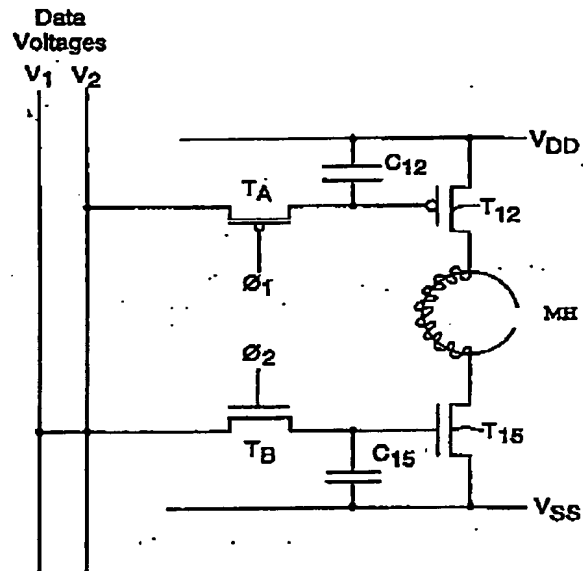 Data
Voltages
V1 V2
VDD
C12
TA
T12
Ø1
MH
Ø2
T15
TB
C15
VSS